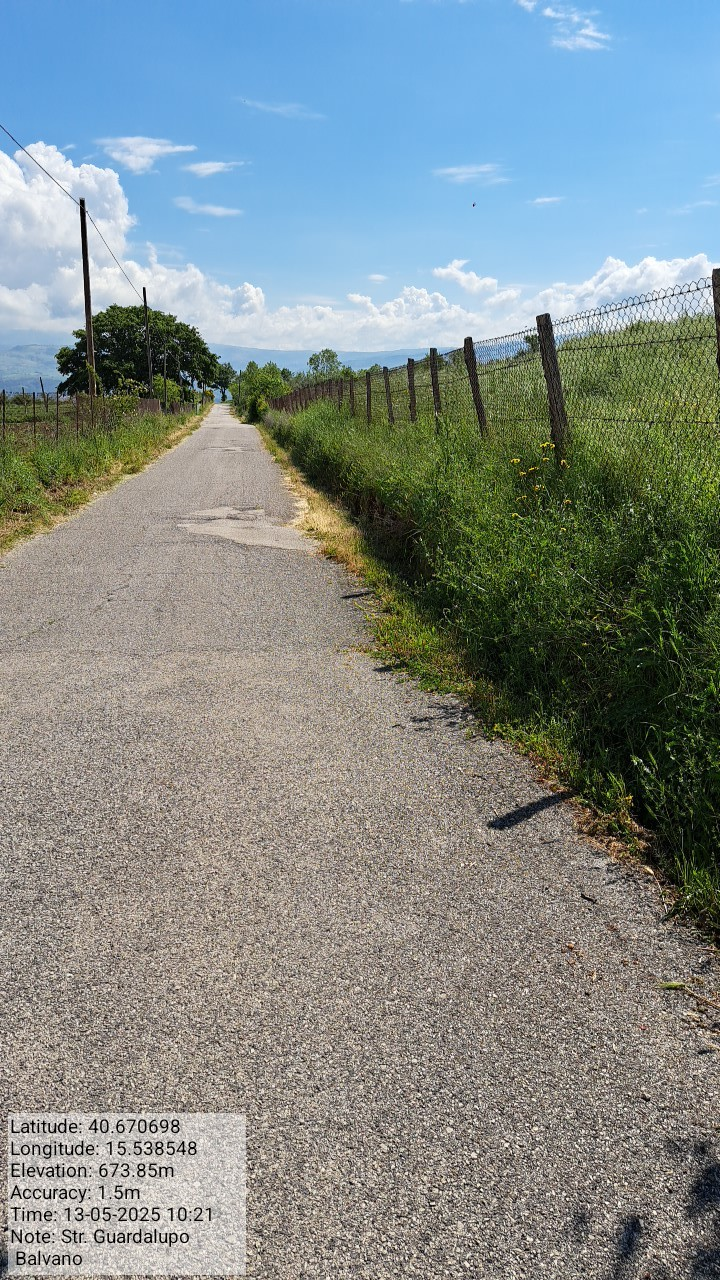 Latitude: 40.670698
Longitude: 15.538548
Elevation: 673.85m
Accuracy: 1.5m
Time: 13-05-2025 10:21
Note: Str. Guardalupo
Balvano